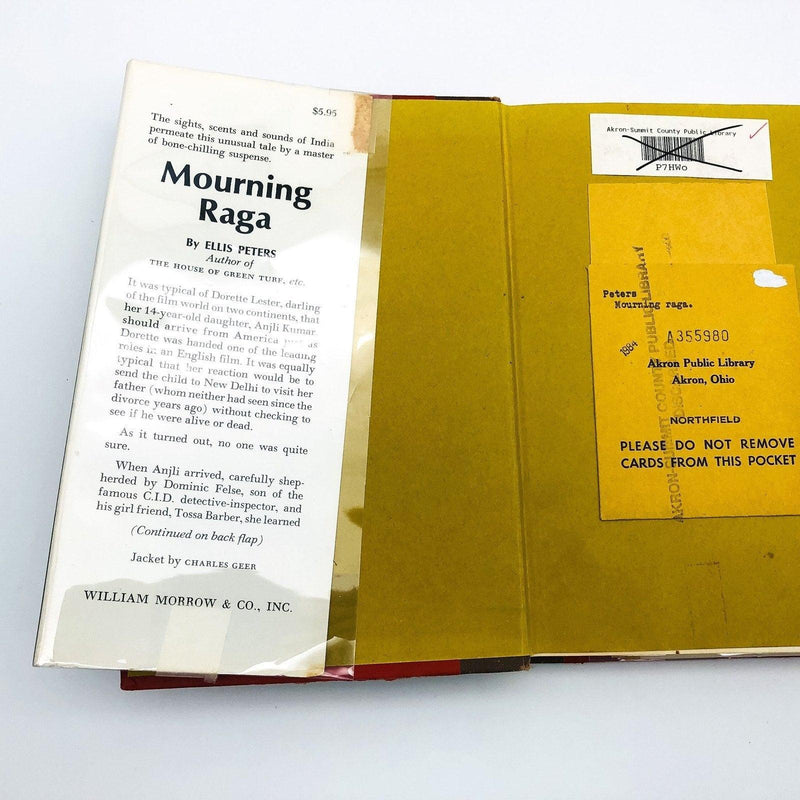 $5.95
The sights, scents and sounds of India
permeate this unusual tale by a master
of bone-chilling suspense.
Mourning
Raga
By ELLIS PETERS
Author of
THE HOUSE OF GREEN TURF, etc.
It was typical of Dorette Lester, darling
of the film world on two continents, that
her 14-year-old daughter, Anjli Kumar
should arrive from America just as
Dorette was handed one of the leading
roles in an English film. It was equally
typical that her reaction would be to
send the child to New Delhi to visit her
father (whom neither had seen since the
divorce years ago) without checking to
see if he were alive or dead.
As it turned out, no one was quite
sure.
When Anjli arrived, carefully shep-
herded by Dominic Felse, son of the
famous C.I.D. detective-inspector, and
his girl friend, Tossa Barber, she learned
(Continued on back flap)
Jacket by CHARLES GEER
WILLIAM MORROW & CO., INC.
Akron-Summit County Public Library
P7HW0
Peters
Mourning raga.
A355980
1984
Akron Public Library
Akron, Ohio
NORTHFIELD
PLEASE DO NOT REMOVE
CARDS FROM THIS POCKET
AKRON-SUMMIT COUNTY PUBLIC LIBRARY